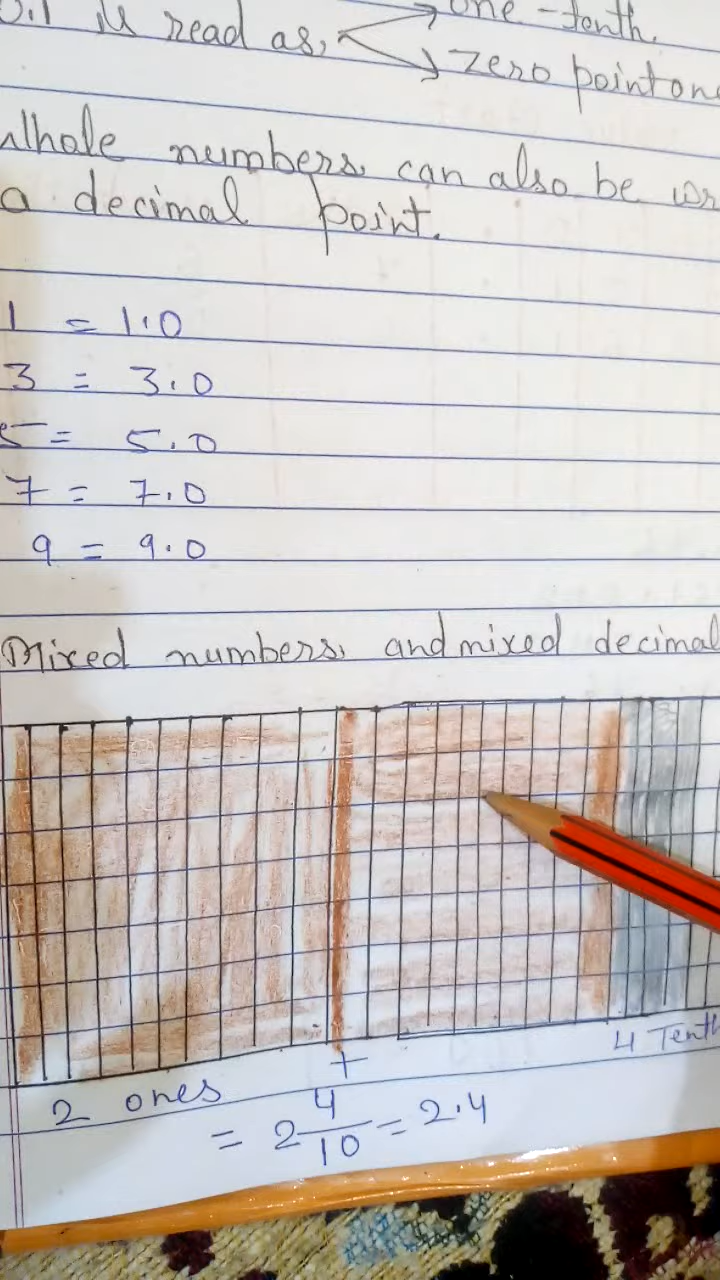 0.1 is read as, one-tenth.
zero point one
Whole numbers can also be wr
a decimal point.
1 = 1.0
3 = 3.0
5 = 5.0
7 = 7.0
9 = 9.0
Mixed numbers and mixed decimal
2 ones + 4 Tenth
= 2 4/10 = 2.4